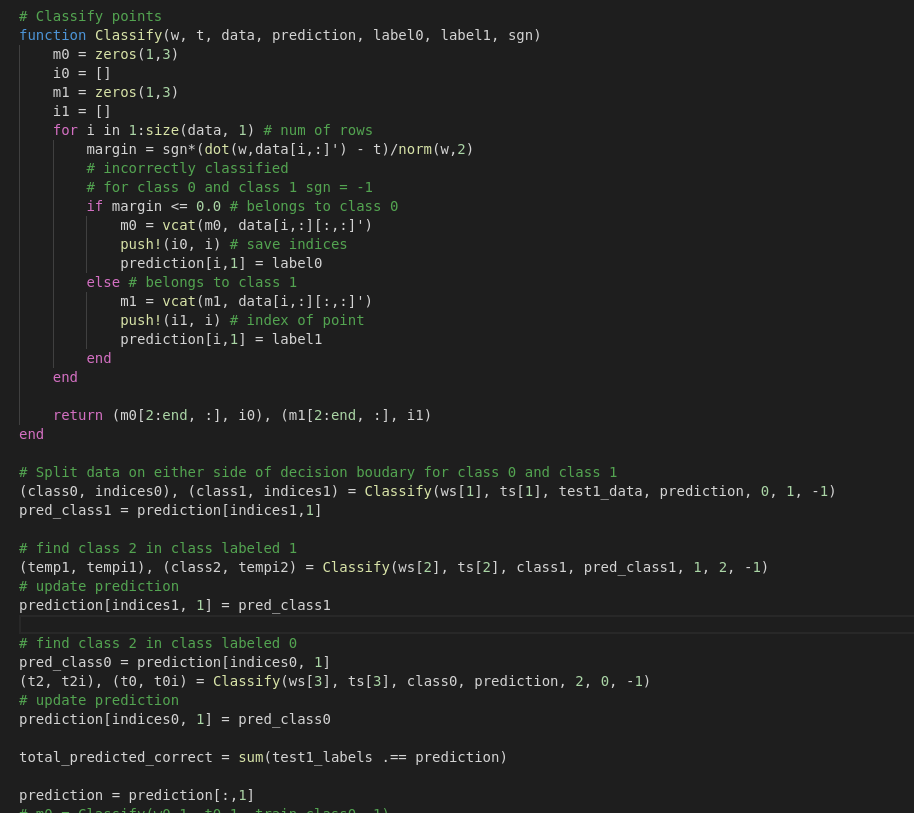 # Classify points
function Classify(w, t, data, prediction, label0, label1, sgn)
    m0 = zeros(1,3)
    i0 = []
    m1 = zeros(1,3)
    i1 = []
    for i in 1:size(data, 1) # num of rows
        margin = sgn*(dot(w,data[i,:]') - t)/norm(w,2)
        # incorrectly classified
        # for class 0 and class 1 sgn = -1
        if margin <= 0.0 # belongs to class 0
            m0 = vcat(m0, data[i,:][:,:]')
            push!(i0, i) # save indices
            prediction[i,1] = label0
        else # belongs to class 1
            m1 = vcat(m1, data[i,:][:,:]')
            push!(i1, i) # index of point
            prediction[i,1] = label1
        end
    end
    return (m0[2:end, :], i0), (m1[2:end, :], i1)
end
# Split data on either side of decision boudary for class 0 and class 1
(class0, indices0), (class1, indices1) = Classify(ws[1], ts[1], test1_data, prediction, 0, 1, -1)
pred_class1 = prediction[indices1,1]
# find class 2 in class labeled 1
(temp1, tempi1), (class2, tempi2) = Classify(ws[2], ts[2], class1, pred_class1, 1, 2, -1)
# update prediction
prediction[indices1, 1] = pred_class1
# find class 2 in class labeled 0
pred_class0 = prediction[indices0, 1]
(t2, t2i), (t0, t0i) = Classify(ws[3], ts[3], class0, prediction, 2, 0, -1)
# update prediction
prediction[indices0, 1] = pred_class0
total_predicted_correct = sum(test1_labels .== prediction)
prediction = prediction[:,1]
# m0 = Classify(w0_1, t0_1, train_class0, 1)